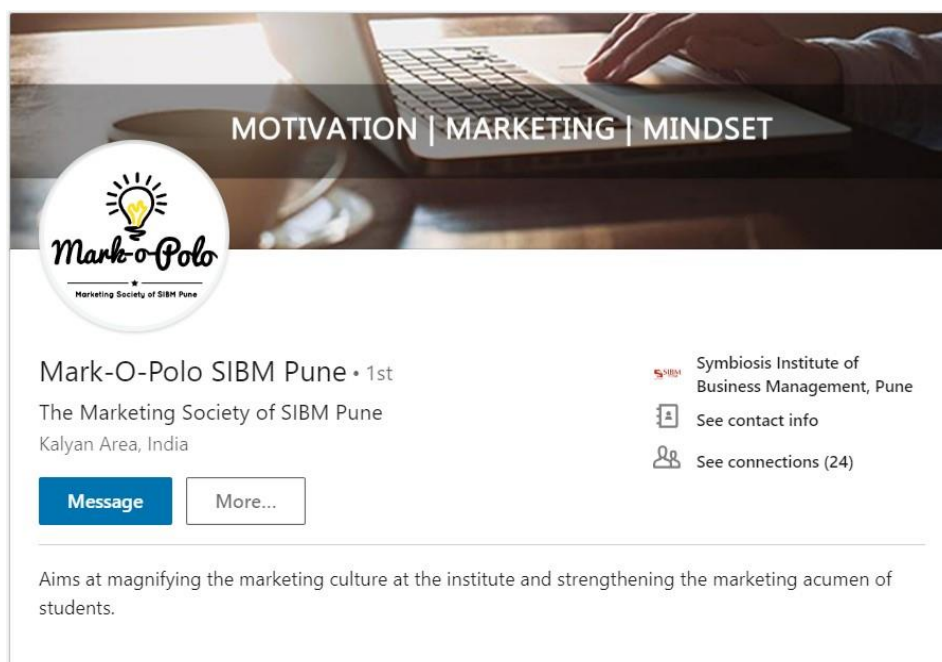 MOTIVATION | MARKETING | MINDSET
Mark-o-Polo
Marketing Society of SIBM Pune
Mark-O-Polo SIBM Pune • 1st
The Marketing Society of SIBM Pune
Kalyan Area, India
Message
More...
SIBM
Symbiosis Institute of
Business Management, Pune
See contact info
See connections (24)
Aims at magnifying the marketing culture at the institute and strengthening the marketing acumen of
students.